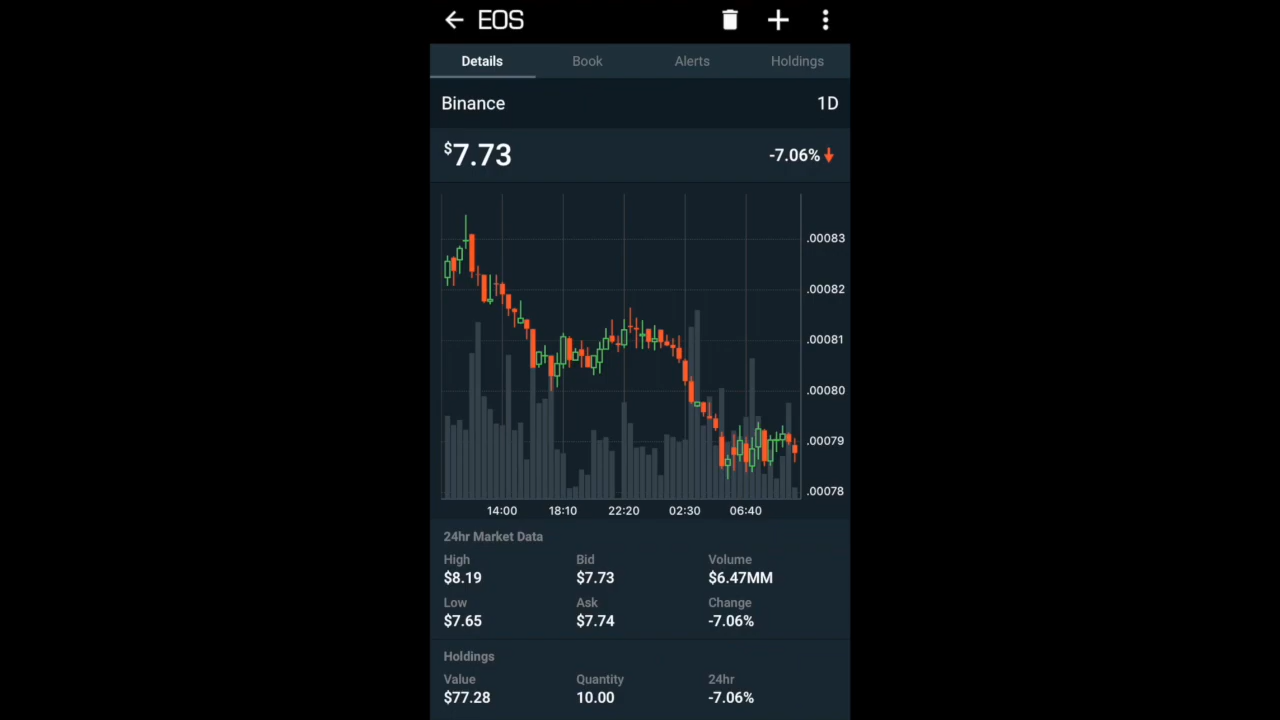 EOS
Details Book Alerts Holdings
Binance 1D
$7.73 -7.06%
.00083
.00082
.00081
.00080
.00079
.00078
14:00 18:10 22:20 02:30 06:40
24hr Market Data
High Bid Volume
$8.19 $7.73 $6.47MM
Low Ask Change
$7.65 $7.74 -7.06%
Holdings
Value Quantity 24hr
$77.28 10.00 -7.06%